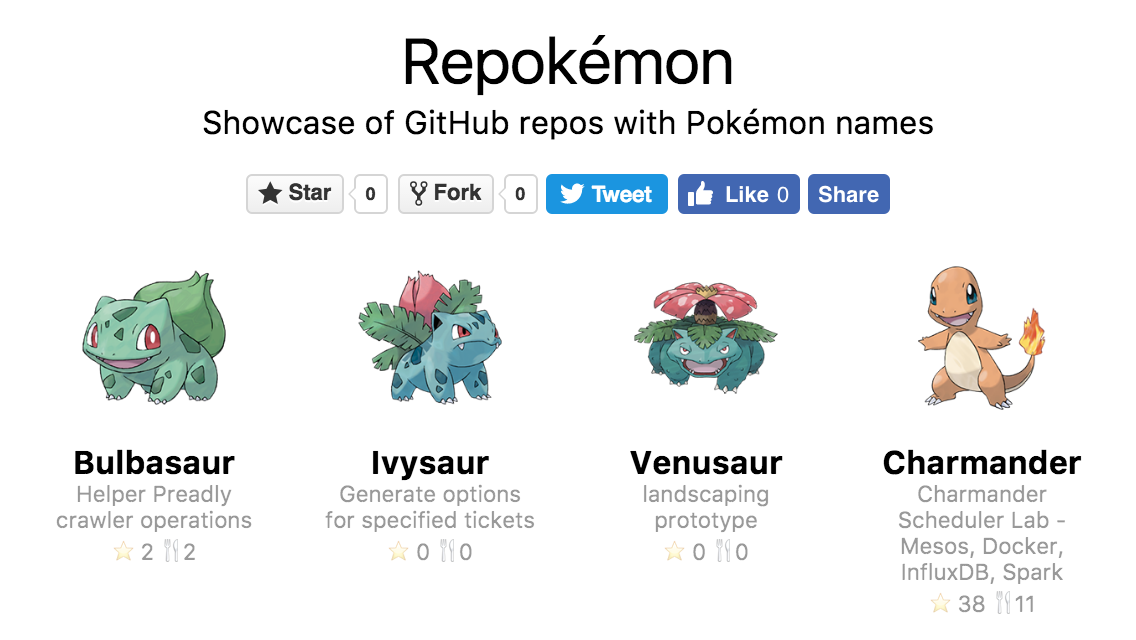 Repokémon
Showcase of GitHub repos with Pokémon names
Star 0 Fork 0 Tweet Like 0 Share
Bulbasaur
Helper Preadly
crawler operations
2 2
Ivysaur
Generate options
for specified tickets
0 0
Venusaur
landscaping
prototype
0 0
Charmander
Charmander
Scheduler Lab -
Mesos, Docker,
InfluxDB, Spark
38 11